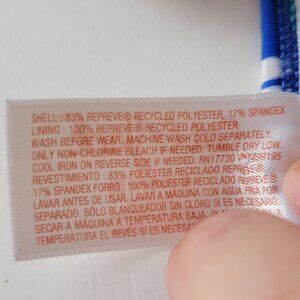 SHELL : 83% REPREVE® RECYCLED POLYESTER, 17% SPANDEX
LINING : 100% REPREVE® RECYCLED POLYESTER
WASH BEFORE WEAR, MACHINE WASH COLD SEPARATELY.
ONLY NON-CHLORINE BLEACH IF NEEDED. TUMBLE DRY LOW.
COOL IRON ON REVERSE SIDE IF NEEDED. RN17730 VN1299195
REVESTIMIENTO : 83% POLIÉSTER RECICLADO REPREVE®
17% SPANDEX FORRO : 100% POLIÉSTER RECICLADO REPREVE®
LAVAR ANTES DE USAR. LAVAR A MÁQUINA CON AGUA FRÍA POR
SEPARADO. SÓLO BLANQUEADOR SIN CLORO SI ES NECESARIO.
SECAR A MÁQUINA A TEMPERATURA BAJA. A BAJA
TEMPERATURA EL REVÉS SI ES NECESARIO